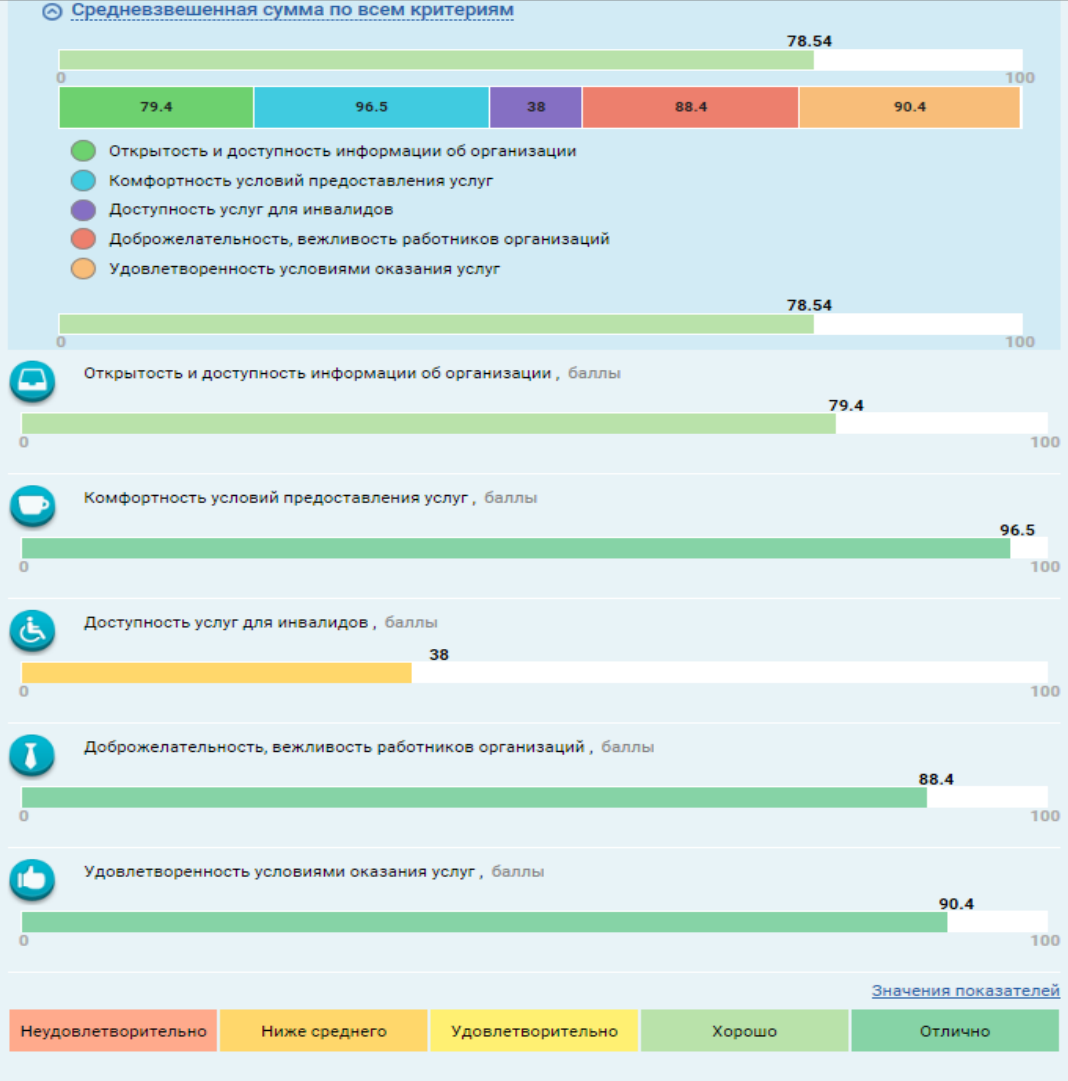 Средневзвешенная сумма по всем критериям
78.54
0 100
79.4 96.5 38 88.4 90.4
Открытость и доступность информации об организации
Комфортность условий предоставления услуг
Доступность услуг для инвалидов
Доброжелательность, вежливость работников организаций
Удовлетворенность условиями оказания услуг
78.54
0 100
Открытость и доступность информации об организации , баллы
79.4
0 100
Комфортность условий предоставления услуг , баллы
96.5
0 100
Доступность услуг для инвалидов , баллы
38
0 100
Доброжелательность, вежливость работников организаций , баллы
88.4
0 100
Удовлетворенность условиями оказания услуг , баллы
90.4
0 100
Значения показателей
Неудовлетворительно Ниже среднего Удовлетворительно Хорошо Отлично